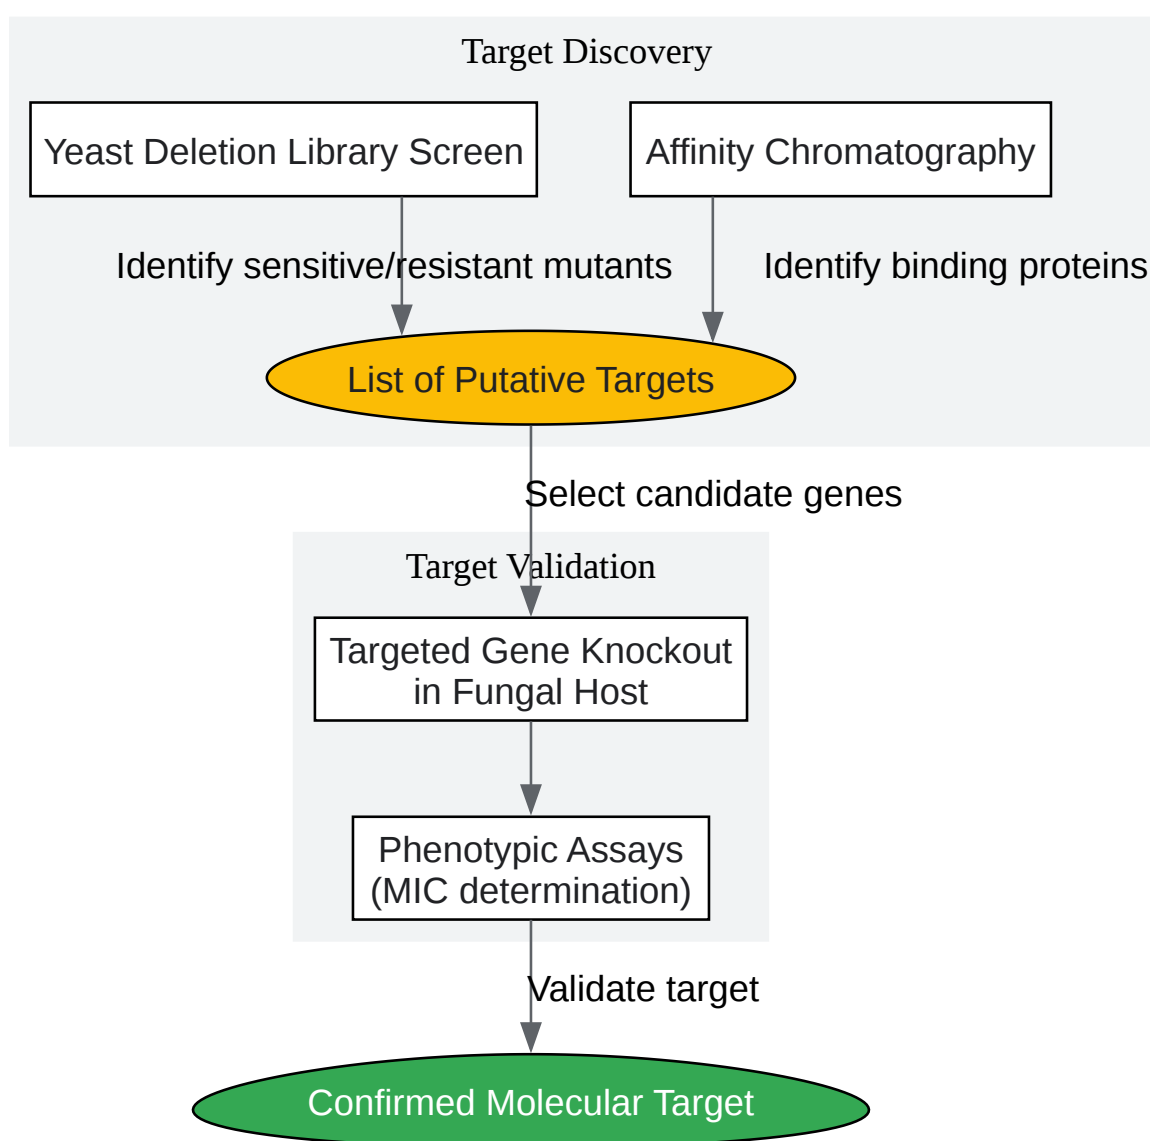 Target Discovery
Yeast Deletion Library Screen
Affinity Chromatography
Identify sensitive/resistant mutants
Identify binding proteins
List of Putative Targets
Select candidate genes
Target Validation
Targeted Gene Knockout
in Fungal Host
Phenotypic Assays
(MIC determination)
Validate target
Confirmed Molecular Target